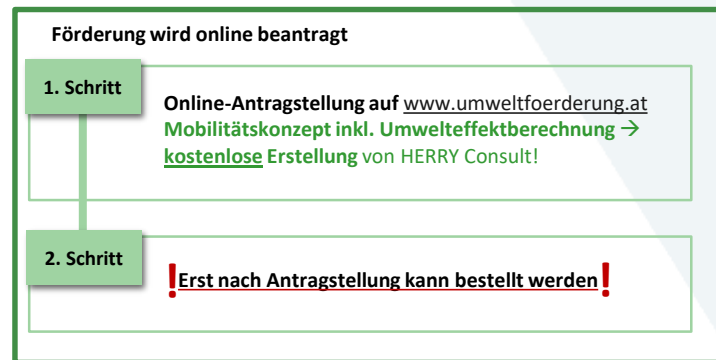 Förderung wird online beantragt
1. Schritt
Online-Antragstellung auf www.umweltfoerderung.at
Mobilitätskonzept inkl. Umwelteffektberechnung →
kostenlose Erstellung von HERRY Consult!
2. Schritt
!Erst nach Antragstellung kann bestellt werden!